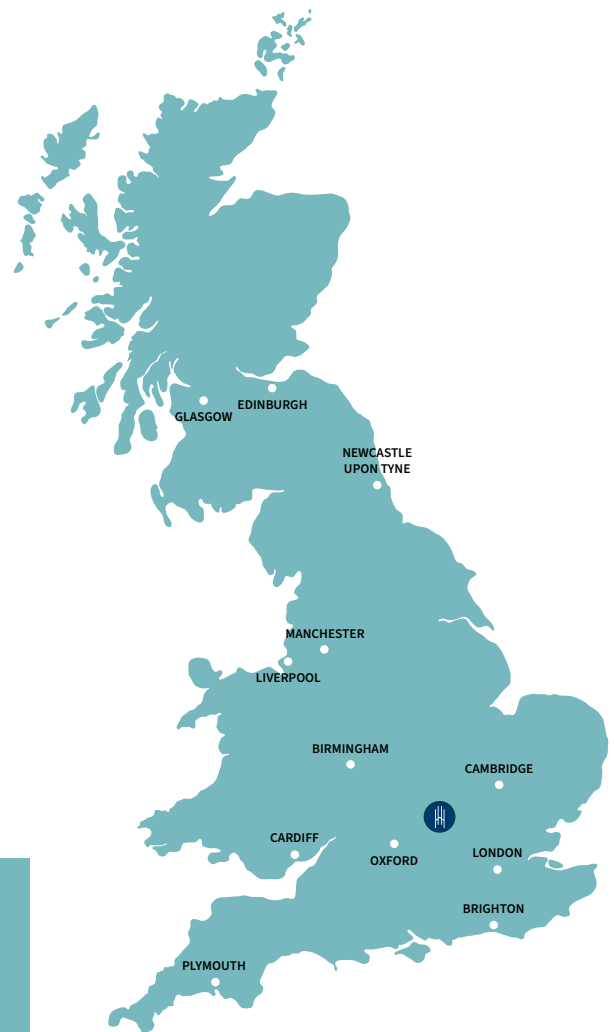 EDINBURGH
GLASGOW
NEWCASTLE
UPON TYNE
MANCHESTER
LIVERPOOL
BIRMINGHAM
CAMBRIDGE
CARDIFF
OXFORD
LONDON
BRIGHTON
PLYMOUTH